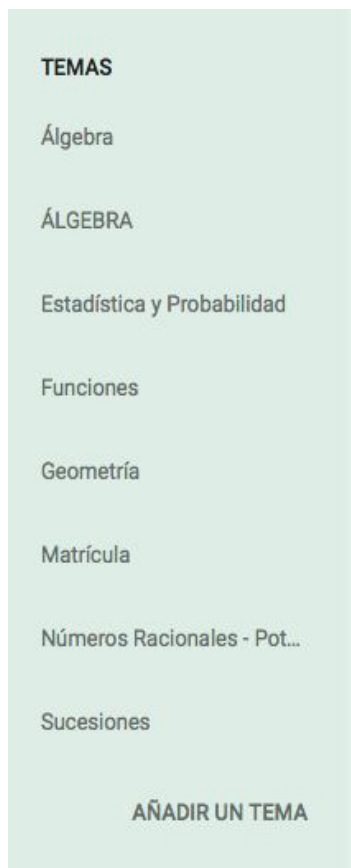 TEMAS
Álgebra
ÁLGEBRA
Estadística y Probabilidad
Funciones
Geometría
Matrícula
Números Racionales - Pot...
Sucesiones
AÑADIR UN TEMA